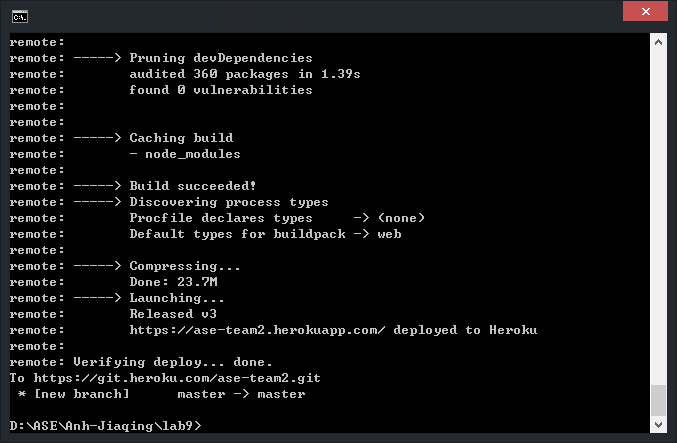 C:\.
remote:
remote: -----> Pruning devDependencies
remote:        audited 360 packages in 1.39s
remote:        found 0 vulnerabilities
remote:
remote:
remote: -----> Caching build
remote:        - node_modules
remote:
remote: -----> Build succeeded!
remote: -----> Discovering process types
remote:        Procfile declares types     -> (none)
remote:        Default types for buildpack -> web
remote:
remote: -----> Compressing...
remote:        Done: 23.7M
remote: -----> Launching...
remote:        Released v3
remote:        https://ase-team2.herokuapp.com/ deployed to Heroku
remote:
remote: Verifying deploy... done.
To https://git.heroku.com/ase-team2.git
 * [new branch]      master -> master
D:\ASE\Anh-Jiaqing\lab9>